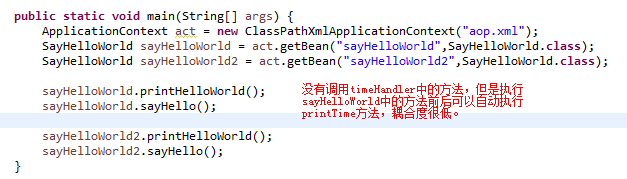 public static void main(String[] args) {
ApplicationContext act = new ClassPathXmlApplicationContext("aop.xml");
SayHelloWorld sayHelloWorld = act.getBean("sayHelloWorld",SayHelloWorld.class);
SayHelloWorld sayHelloWorld2 = act.getBean("sayHelloWorld2",SayHelloWorld.class);
sayHelloWorld.printHelloWorld();
sayHelloWorld.sayHello();
没有调用timeHandler中的方法，但是执行
sayHelloWorld中的方法前后可以自动执行
printTime方法，耦合度很低。
sayHelloWorld2.printHelloWorld();
sayHelloWorld2.sayHello();
}